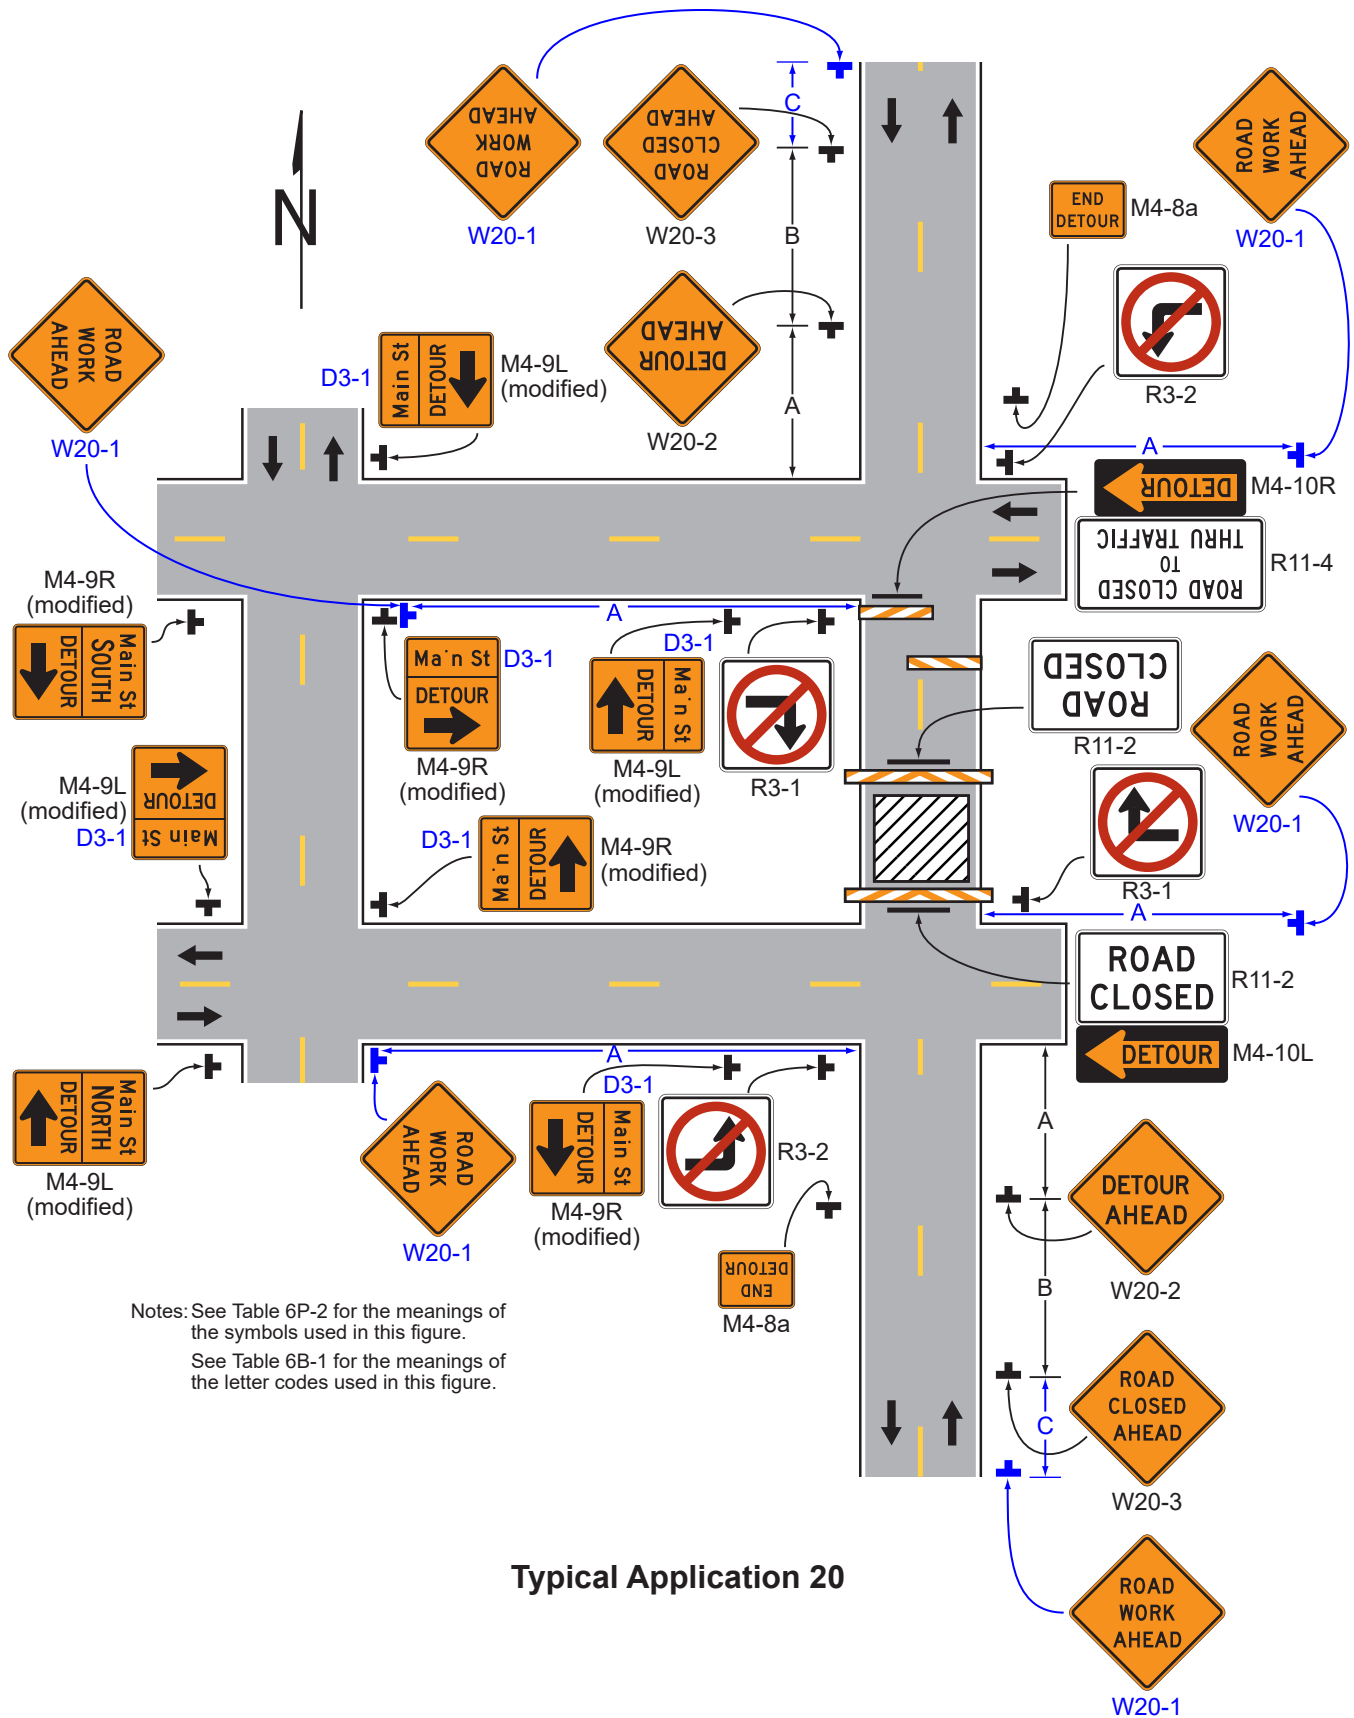 ROAD
WORK
AHEAD
W20-1
ROAD
CLOSED
AHEAD
W20-3
C
B
A
N
ROAD
WORK
AHEAD
W20-1
END
DETOUR
M4-8a
R3-2
ROAD
WORK
AHEAD
W20-1
D3-1
Main St
DETOUR
M4-9L
(modified)
DETOUR
AHEAD
W20-2
A
DETOUR
M4-10R
ROAD CLOSED
TO
THRU TRAFFIC
R11-4
M4-9R
(modified)
Main St
SOUTH
DETOUR
A
Ma'n St
DETOUR
D3-1
M4-9R
(modified)
D3-1
Ma'n St
DETOUR
M4-9L
(modified)
R3-1
ROAD
CLOSED
R11-2
ROAD
WORK
AHEAD
W20-1
M4-9L
(modified)
D3-1
Main St
DETOUR
D3-1
Ma'n St
DETOUR
M4-9R
(modified)
R3-1
A
ROAD
CLOSED
R11-2
DETOUR
M4-10L
Main St
NORTH
DETOUR
M4-9L
(modified)
A
ROAD
WORK
AHEAD
W20-1
D3-1
Main St
DETOUR
M4-9R
(modified)
R3-2
END
DETOUR
M4-8a
A
DETOUR
AHEAD
W20-2
B
ROAD
CLOSED
AHEAD
W20-3
C
ROAD
WORK
AHEAD
W20-1
Notes: See Table 6P-2 for the meanings of
the symbols used in this figure.
See Table 6B-1 for the meanings of
the letter codes used in this figure.
Typical Application 20